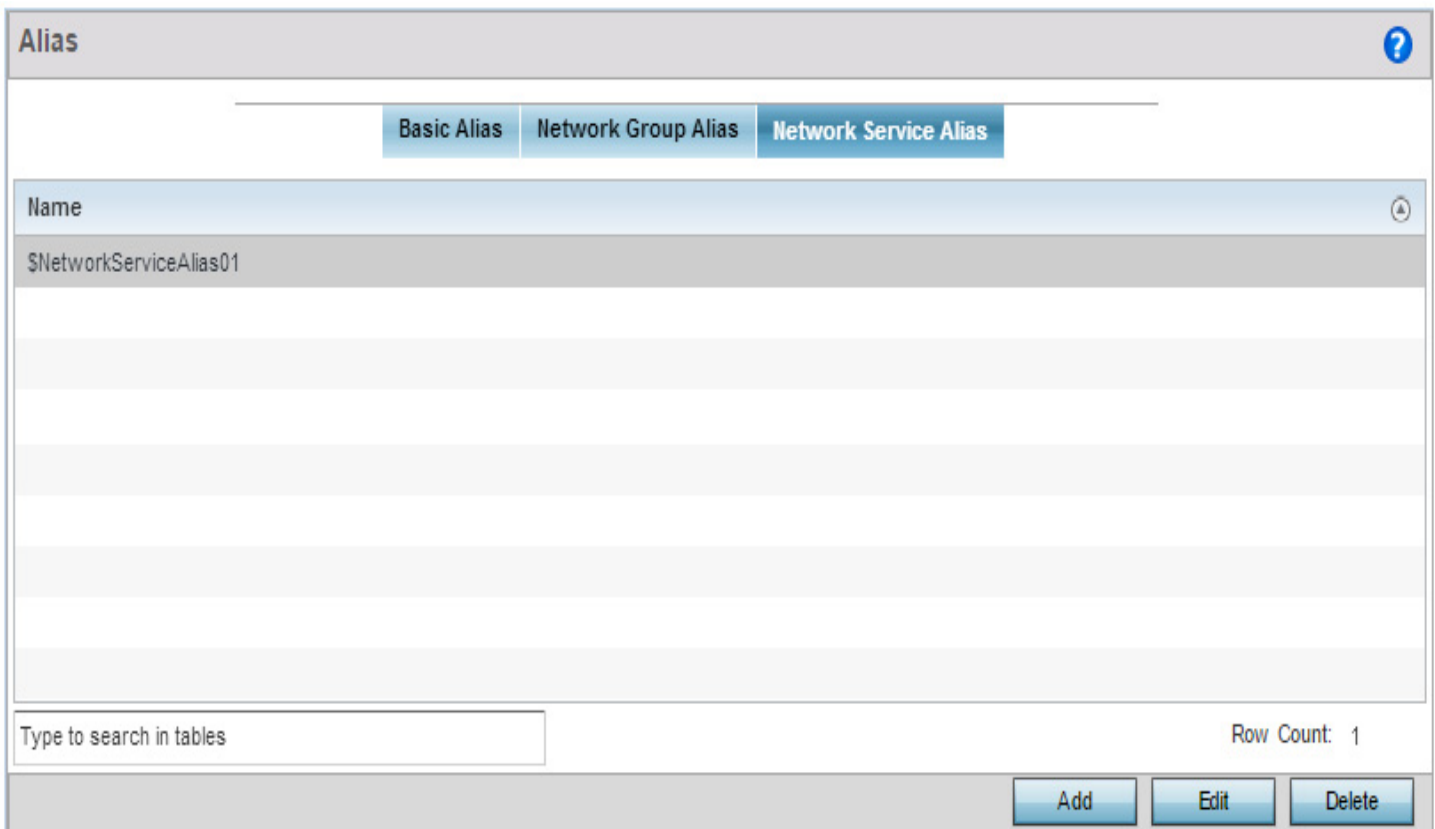 Alias
?
Basic Alias Network Group Alias Network Service Alias
Name
$NetworkServiceAlias01
Type to search in tables
Row Count: 1
Add Edit Delete